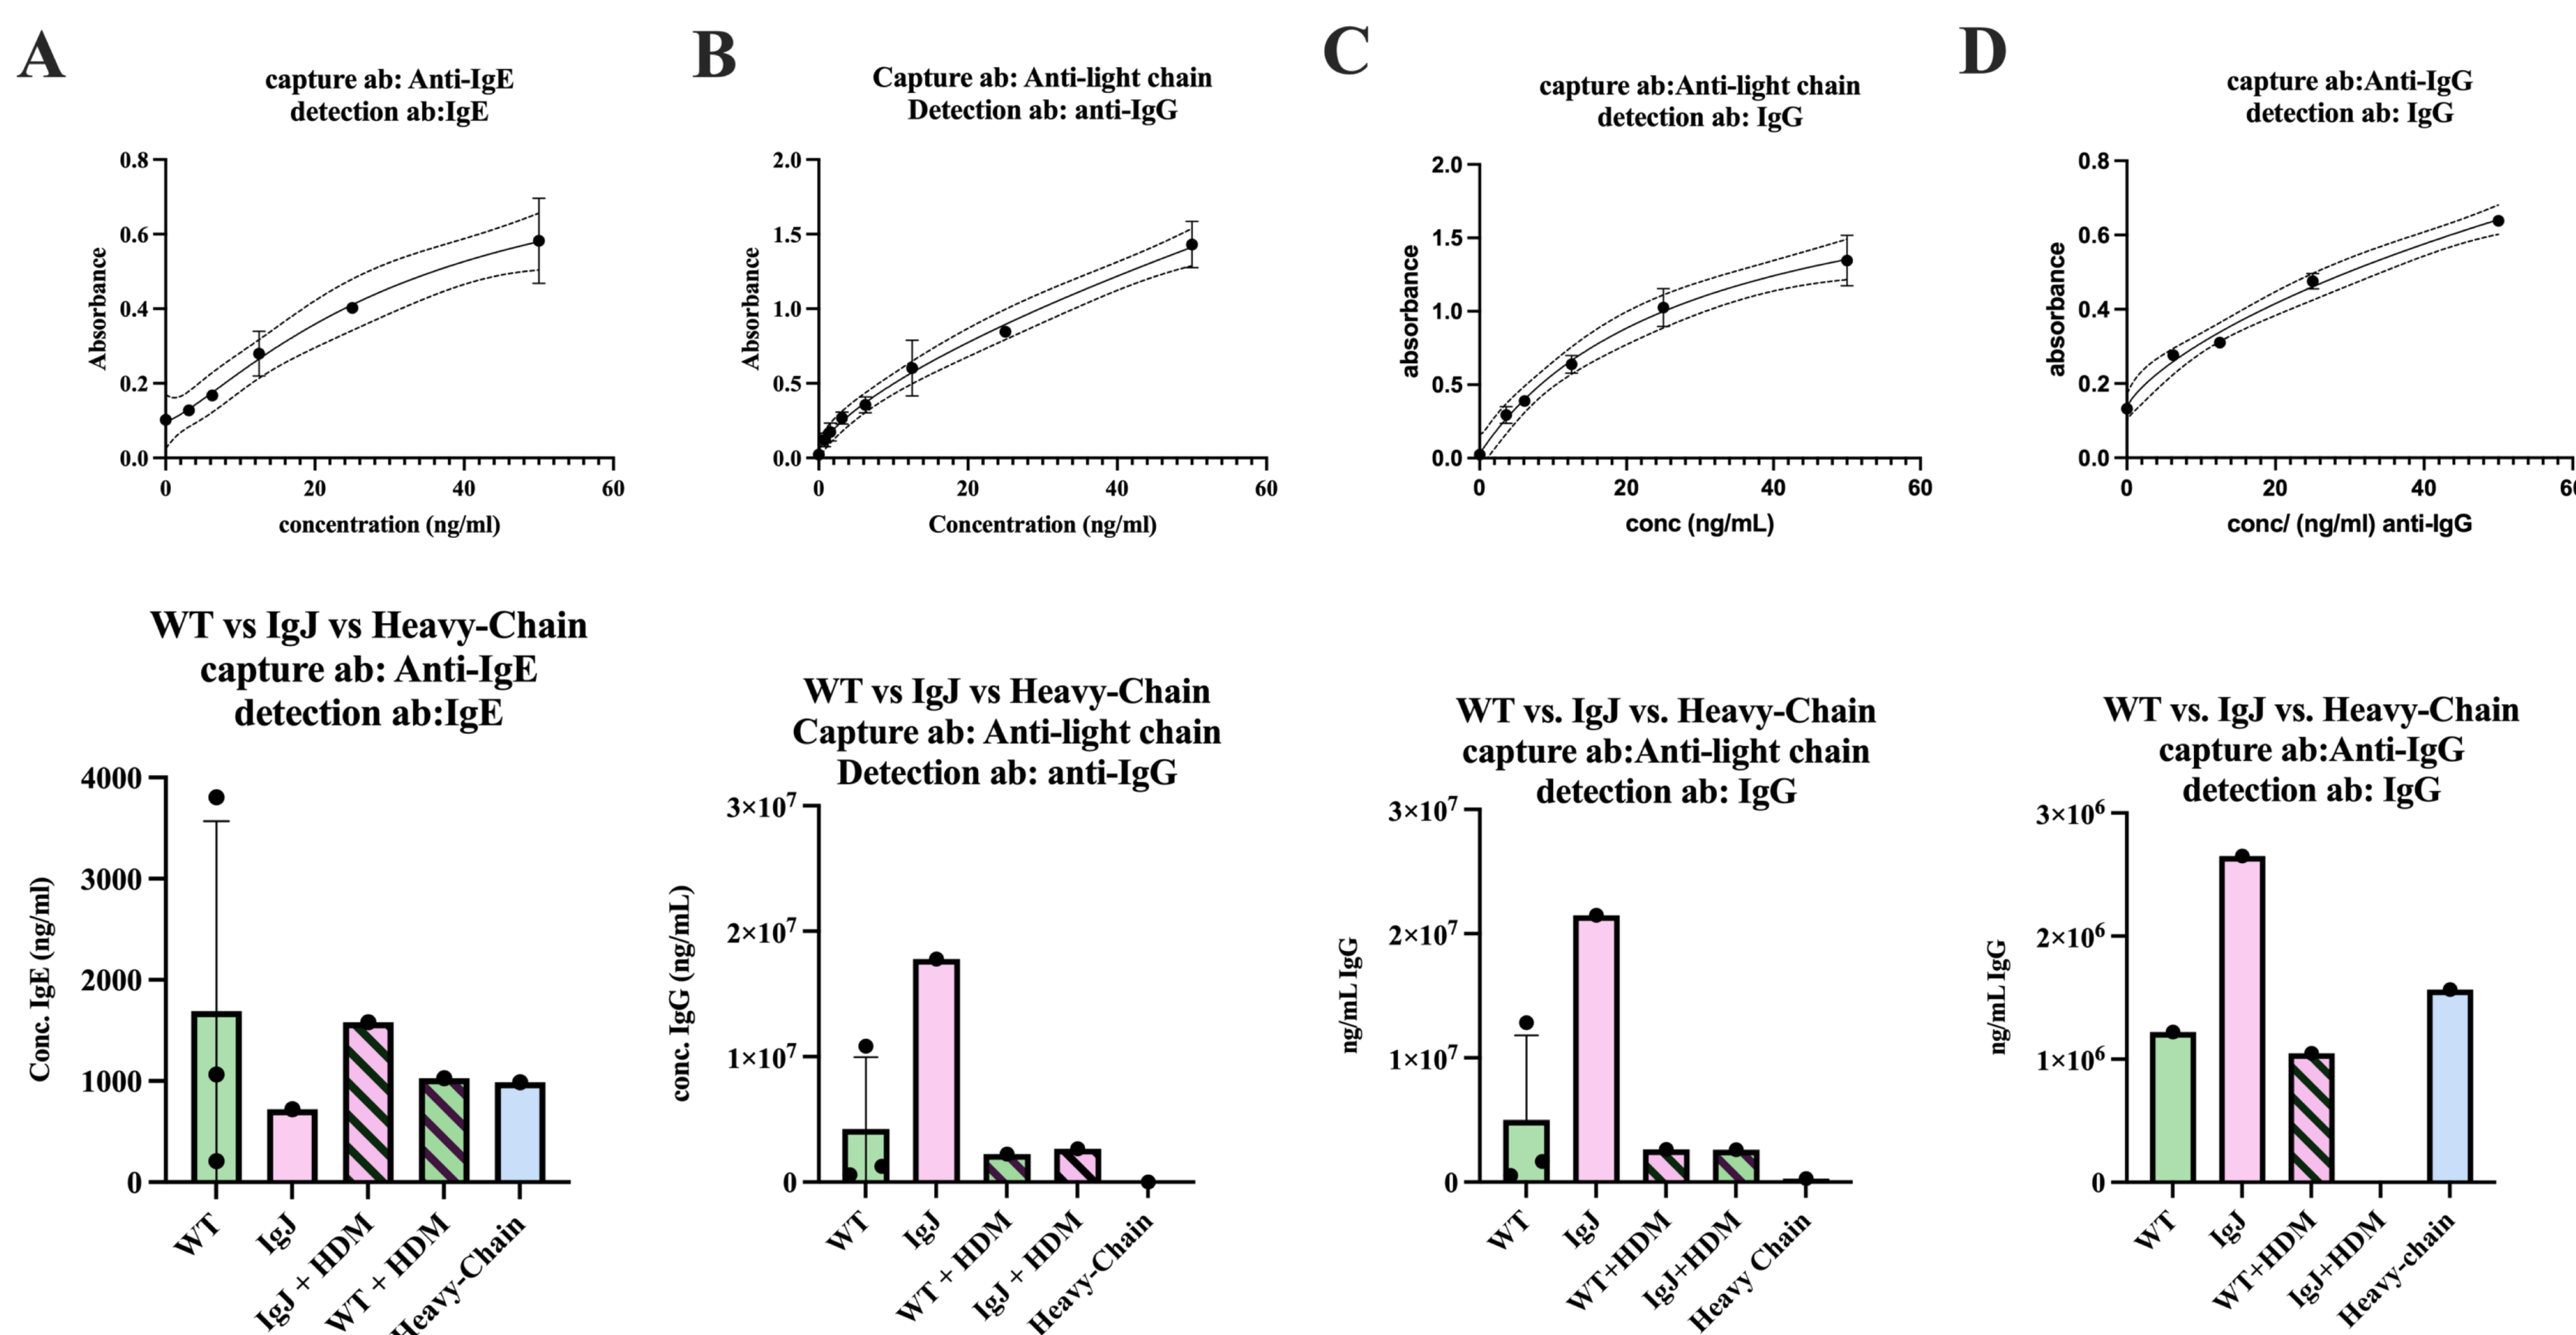 A
capture ab: Anti-IgE
detection ab:IgE
0.8
0.6
0.4
0.2
0.0
Absorbance
0 20 40 60
concentration (ng/ml)
B
Capture ab: Anti-light chain
Detection ab: anti-IgG
2.0
1.5
1.0
0.5
0.0
Absorbance
0 20 40 60
Concentration (ng/ml)
C
capture ab:Anti-light chain
detection ab: IgG
2.0
1.5
1.0
0.5
0.0
absorbance
0 20 40 60
conc (ng/mL)
D
capture ab:Anti-IgG
detection ab: IgG
0.8
0.6
0.4
0.2
0.0
absorbance
0 20 40 60
conc/ (ng/ml) anti-IgG
WT vs IgJ vs Heavy-Chain
capture ab: Anti-IgE
detection ab:IgE
4000
3000
2000
1000
0
Conc. IgE (ng/ml)
WT
IgJ
IgJ + HDM
WT + HDM
Heavy-Chain
WT vs IgJ vs Heavy-Chain
Capture ab: Anti-light chain
Detection ab: anti-IgG
3×10⁷
2×10⁷
1×10⁷
0
conc. IgG (ng/mL)
WT
IgJ
WT + HDM
IgJ + HDM
Heavy-Chain
WT vs. IgJ vs. Heavy-Chain
capture ab:Anti-light chain
detection ab: IgG
3×10⁷
2×10⁷
1×10⁷
0
ng/mL IgG
WT
IgJ
WT+HDM
IgJ+HDM
Heavy Chain
WT vs. IgJ vs. Heavy-Chain
capture ab:Anti-IgG
detection ab: IgG
3×10⁶
2×10⁶
1×10⁶
0
ng/mL IgG
WT
IgJ
WT+HDM
IgJ+HDM
Heavy-chain